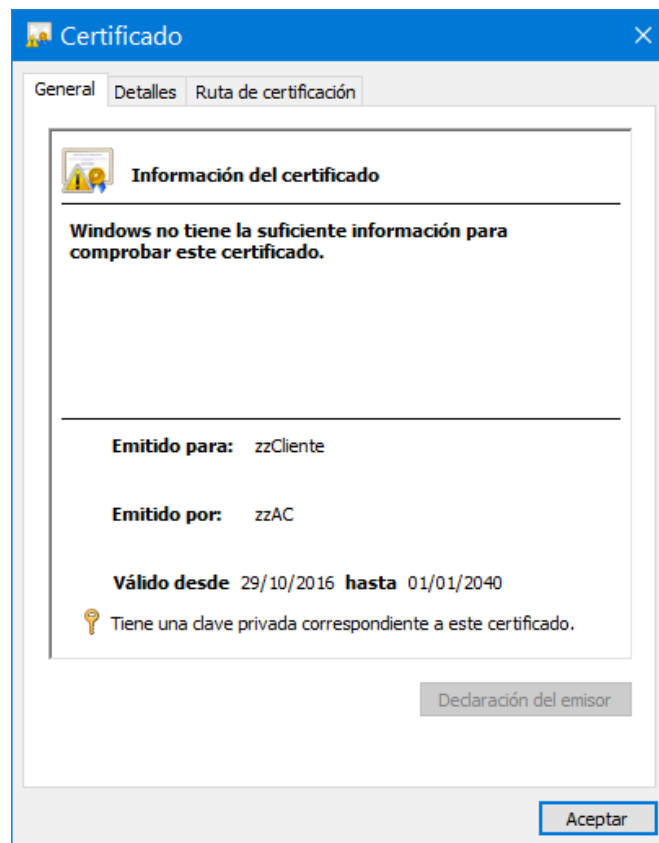 Certificado
General Detalles Ruta de certificación
Información del certificado
Windows no tiene la suficiente información para
comprobar este certificado.
Emitido para: zzCliente
Emitido por: zzAC
Válido desde 29/10/2016 hasta 01/01/2040
Tiene una clave privada correspondiente a este certificado.
Declaración del emisor
Aceptar